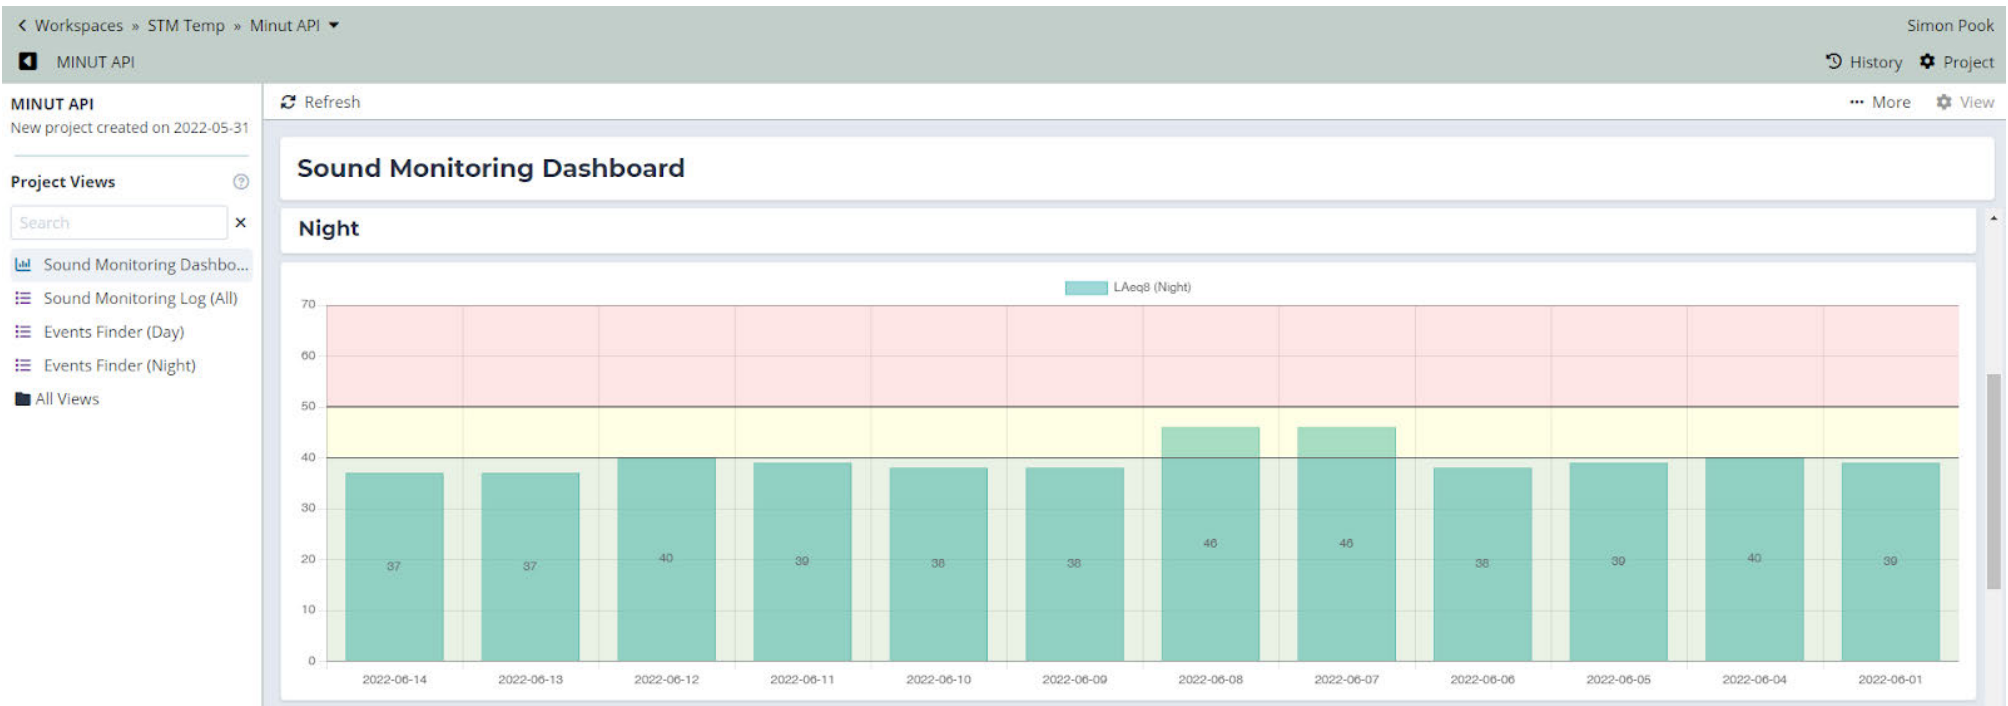 Workspaces » STM Temp » Minut API
Simon Pook
MINUT API
History
Project
MINUT API
New project created on 2022-05-31
Project Views
Search
Sound Monitoring Dashbo...
Sound Monitoring Log (All)
Events Finder (Day)
Events Finder (Night)
All Views
Refresh
More
View
Sound Monitoring Dashboard
Night
LAeq8 (Night)
70
60
50
40
30
20
10
0
37 37 40 39 38 38 46 46 38 39 40 39
2022-06-14 2022-06-13 2022-06-12 2022-06-11 2022-06-10 2022-06-09 2022-06-08 2022-06-07 2022-06-06 2022-06-05 2022-06-04 2022-06-01